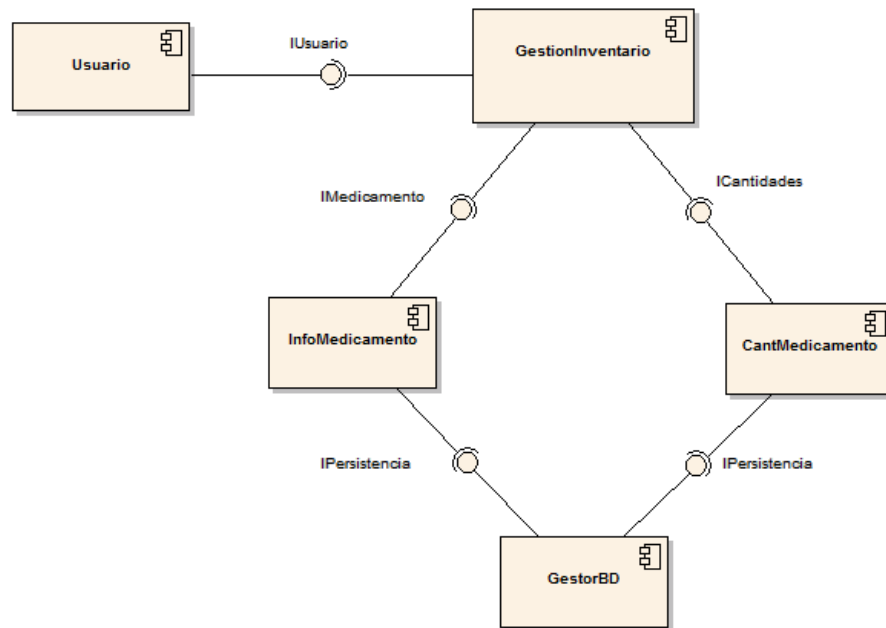 IUsuario
Usuario
GestionInventario
IMedicamento
ICantidades
InfoMedicamento
CantMedicamento
IPersistencia
IPersistencia
GestorBD